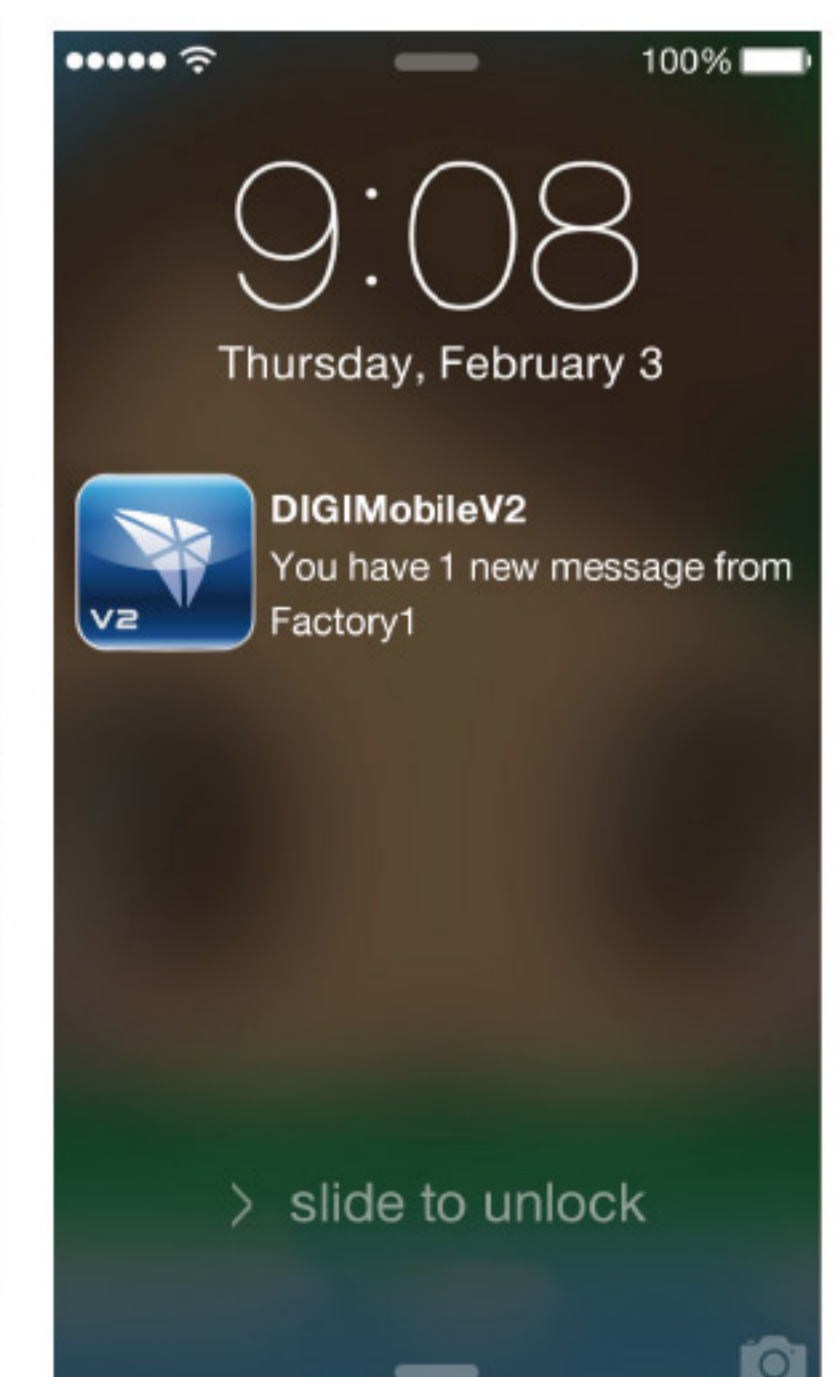 100%
9:08
Thursday, February 3
DIGIMobileV2
You have 1 new message from
Factory1
V2
slide to unlock